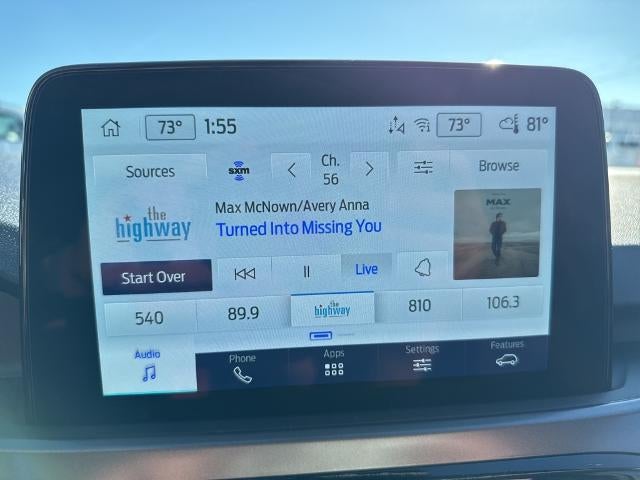 73° 1:55 73° 81°
Sources sxm Ch. 56 Browse
the highway
Max McNown/Avery Anna
Turned Into Missing You
MAX
Start Over Live
540 89.9 the highway 810 106.3
Audio Phone Apps Settings Features